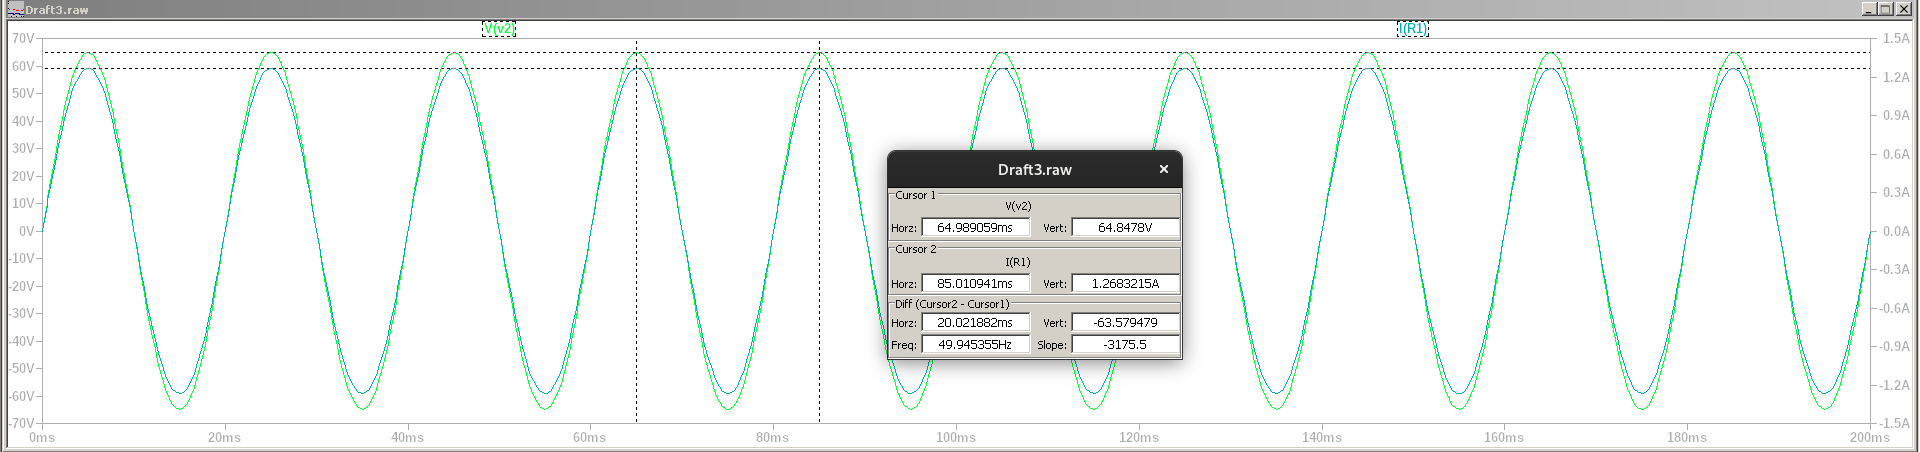 Draft3.raw
V(v2) I(R1)
70V 1.5A
60V 1.2A
50V 0.9A
40V 0.6A
30V 0.3A
20V 0.0A
10V -0.3A
0V -0.6A
-10V -0.9A
-20V -1.2A
-30V -1.5A
-40V
-50V
-60V
-70V
0ms 20ms 40ms 60ms 80ms 100ms 120ms 140ms 160ms 180ms 200ms
Draft3.raw
Cursor 1
V(v2)
Horz: 64.989059ms Vert: 64.8478V
Cursor 2
I(R1)
Horz: 85.010941ms Vert: 1.2683215A
Diff (Cursor2 - Cursor1)
Horz: 20.021882ms Vert: -63.579479
Freq: 49.945355Hz Slope: -3175.5